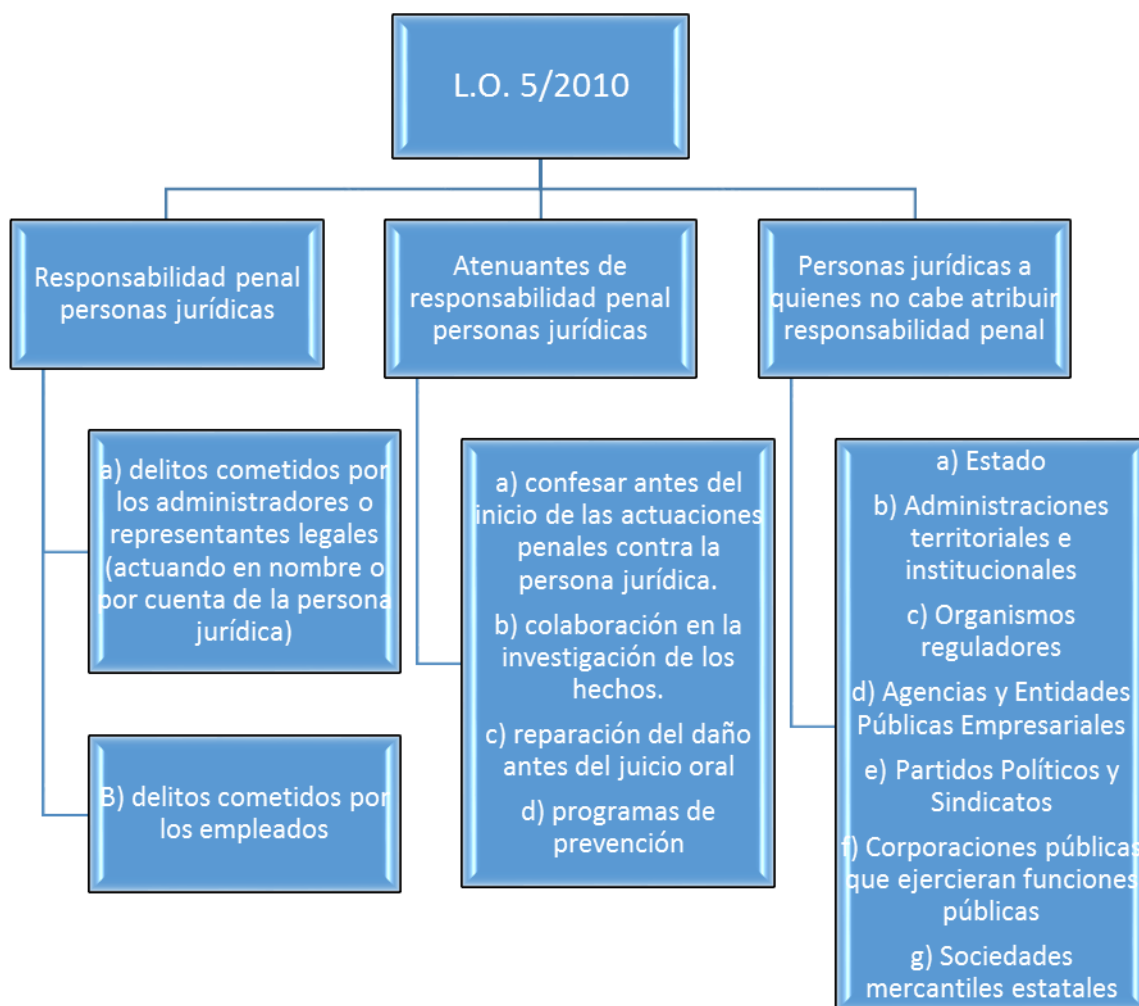 L.O. 5/2010
Responsabilidad penal
personas jurídicas
a) delitos cometidos por
los administradores o
representantes legales
(actuando en nombre o
por cuenta de la persona
jurídica)
B) delitos cometidos por
los empleados
Atenuantes de
responsabilidad penal
personas jurídicas
a) confesar antes del
inicio de las actuaciones
penales contra la
persona jurídica.
b) colaboración en la
investigación de los
hechos.
c) reparación del daño
antes del juicio oral
d) programas de
prevención
Personas jurídicas a
quienes no cabe atribuir
responsabilidad penal
a) Estado
b) Administraciones
territoriales e
institucionales
c) Organismos
reguladores
d) Agencias y Entidades
Públicas Empresariales
e) Partidos Políticos y
Sindicatos
f) Corporaciones públicas
que ejercieran funciones
públicas
g) Sociedades
mercantiles estatales